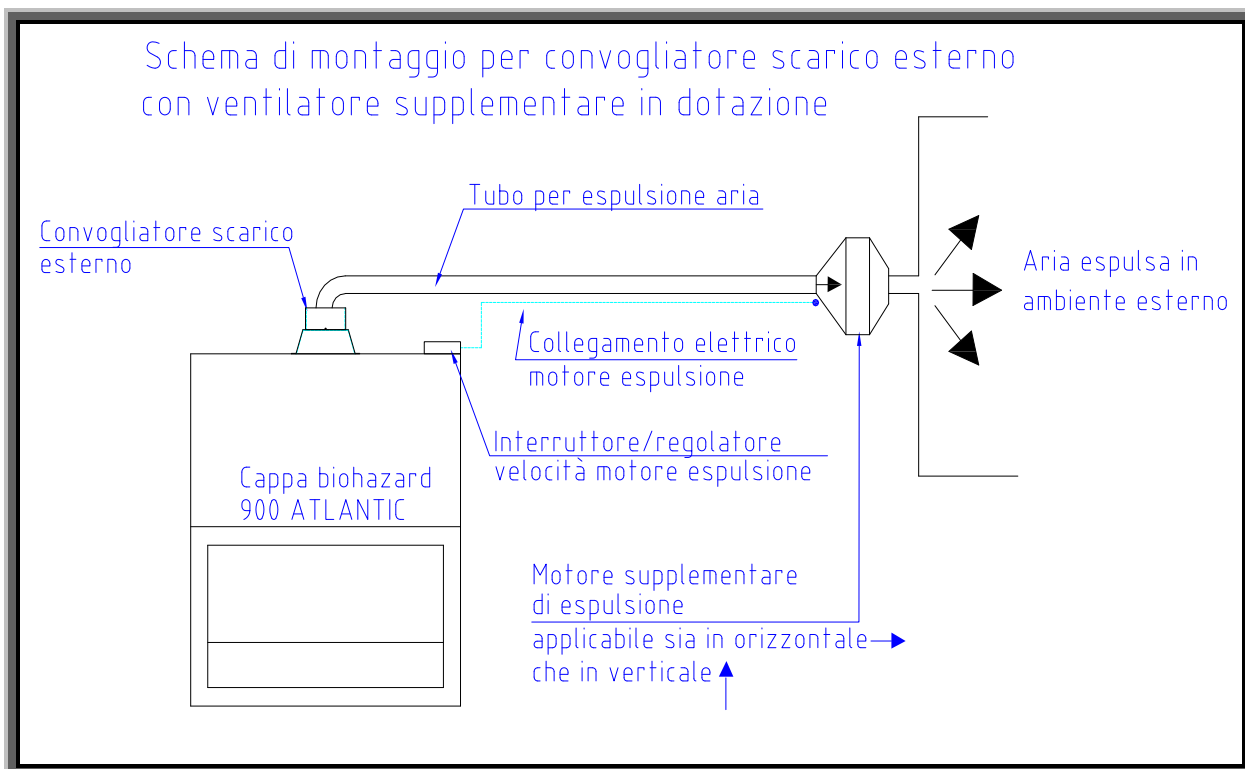 Schema di montaggio per convogliatore scarico esterno
con ventilatore supplementare in dotazione
Tubo per espulsione aria
Convogliatore scarico
esterno
Aria espulsa in
ambiente esterno
Collegamento elettrico
motore espulsione
Interruttore/regolatore
velocità motore espulsione
Cappa biohazard
900 ATLANTIC
Motore supplementare
di espulsione
applicabile sia in orizzontale
che in verticale